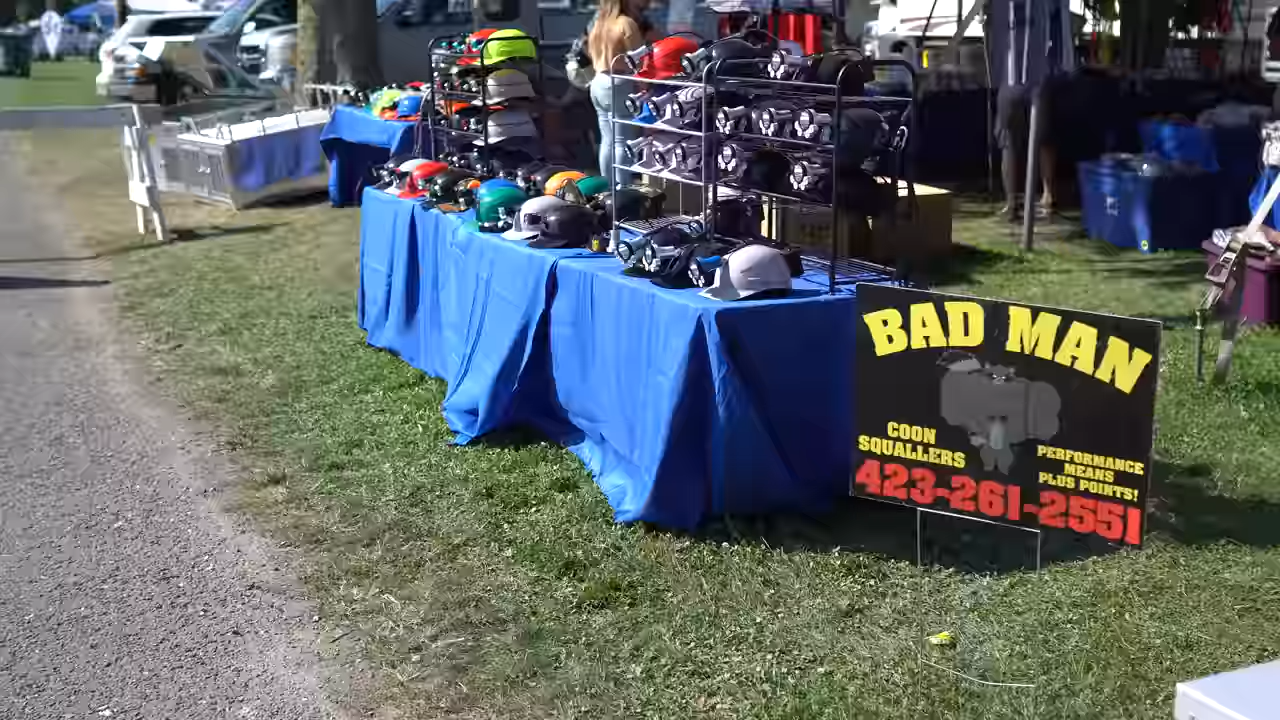 BAD MAN
COON
SQUALLERS
PERFORMANCE
MEANS
PLUS POINTS!
423-261-2551